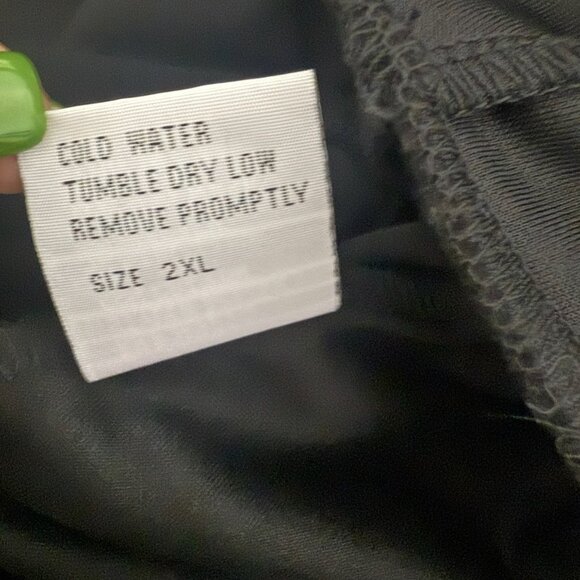 COLD WATER
TUMBLE DRY LOW
REMOVE PROMPTLY
SIZE 2XL